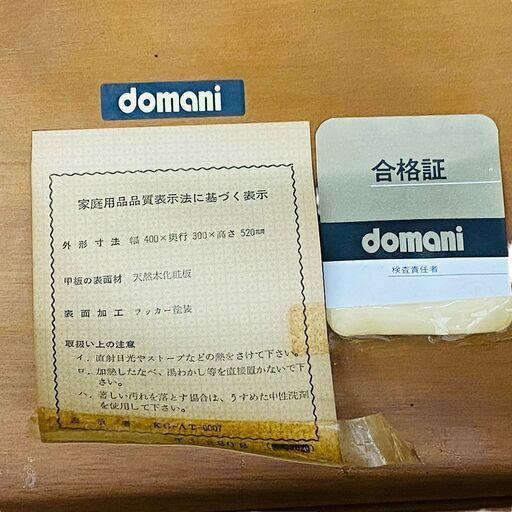 domani
家庭用品品質表示法に基づく表示
外形寸法 幅 400×奥行 300×高さ 520mm
甲板の表面材 天然木化粧板
表面加工 ラッカー塗装
取扱い上の注意
イ．直射日光やストーブなどの熱をさけて下さい。
ロ．加熱したなべ、湯わかし等を直接置かないで下さい。
ハ．著しい汚れを落とす場合は、うすめた中性洗剤
を使用して下さい。
表示者 KG-AT-0007
合格証
domani
検査責任者